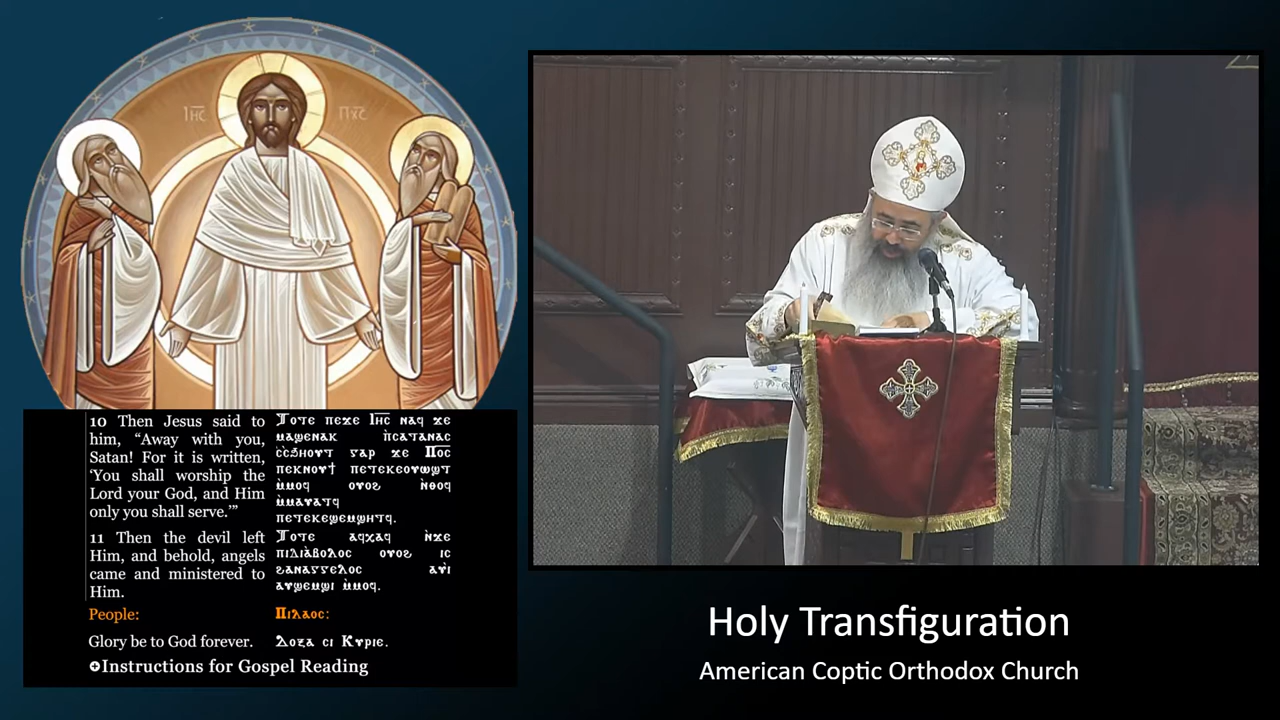 ⲒⲎ̅Ⲥ̅ ⲠⲬ̅Ⲥ̅
10 Then Jesus said to
him, “Away with you,
Satan! For it is written,
‘You shall worship the
Lord your God, and Him
only you shall serve.’”
Ⲧⲟⲧⲉ ⲡⲉϫⲉ Ⲓⲏ̅ⲥ̅ ⲛⲁϥ ϫⲉ
ⲙⲁϣⲉⲛⲁⲕ ⲡ̀ⲥⲁⲧⲁⲛⲁⲥ
ⲥ̀ⲥϧⲏⲟⲩⲧ ⲅⲁⲣ ϫⲉ Ⲡⲟ̅ⲥ̅
ⲡⲉⲕⲛⲟⲩϯ ⲡⲉⲧⲉⲕⲉⲟⲩⲱϣⲧ
ⲙ̀ⲙⲟϥ ⲟⲩⲟϩ ⲛ̀ⲑⲟϥ
ⲙ̀ⲙⲁⲩⲁⲧϥ
ⲡⲉⲧⲉⲕⲉϣⲉⲙϣⲏⲧϥ.
11 Then the devil left
Him, and behold, angels
came and ministered to
Him.
Ⲧⲟⲧⲉ ⲁϥⲭⲁϥ ⲛ̀ϫⲉ
ⲡⲓⲇⲓⲁ̀ⲃⲟⲗⲟⲥ ⲟⲩⲟϩ ⲓⲥ
ϩⲁⲛⲁⲅⲅⲉⲗⲟⲥ ⲁⲩⲓ̀
ⲁⲩϣⲉⲙϣⲓ ⲙ̀ⲙⲟϥ.
People: Ⲡⲓⲗⲁⲟⲥ:
Glory be to God forever. Ⲇⲟⲝⲁ ⲥⲓ Ⲕⲩⲣⲓⲉ.
Instructions for Gospel Reading
Holy Transfiguration
American Coptic Orthodox Church